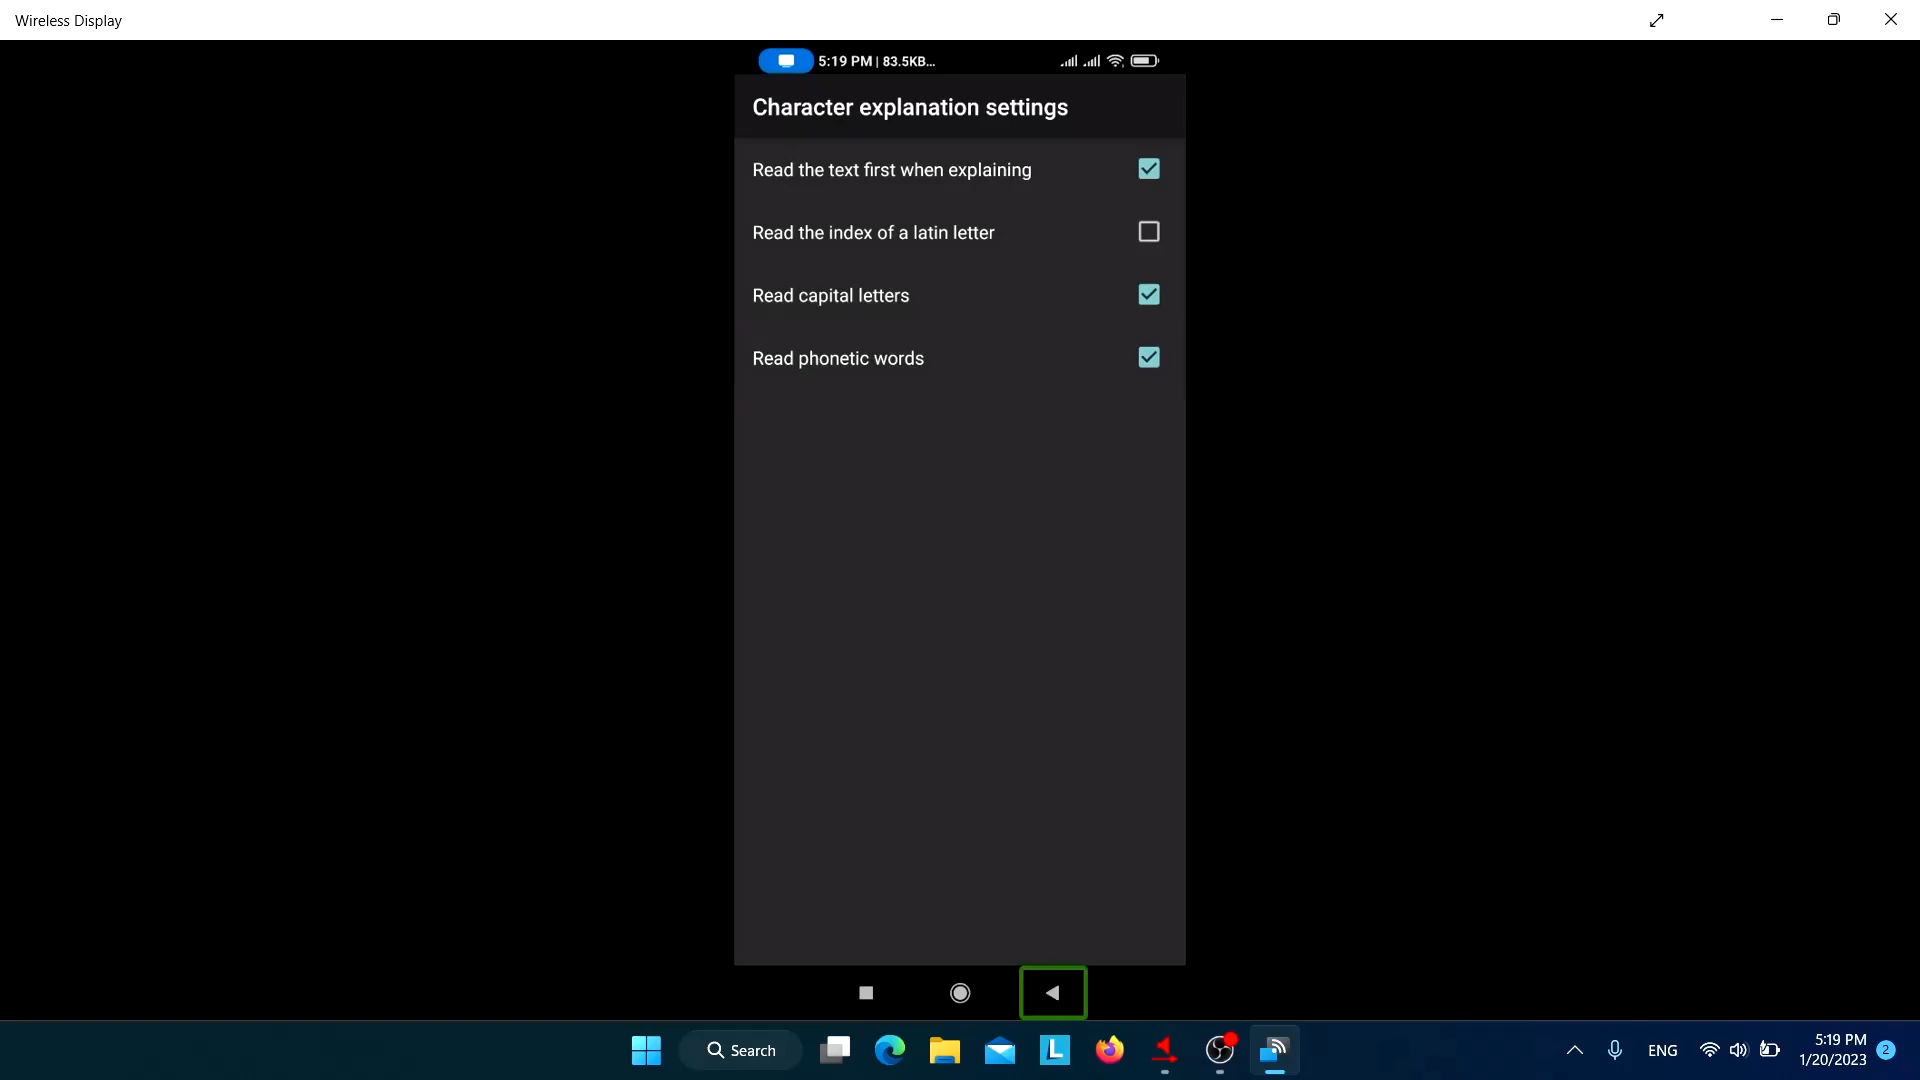 Wireless Display
5:19 PM | 83.5KB...
Character explanation settings
Read the text first when explaining
Read the index of a latin letter
Read capital letters
Read phonetic words
Search
L
ENG
5:19 PM
1/20/2023
2